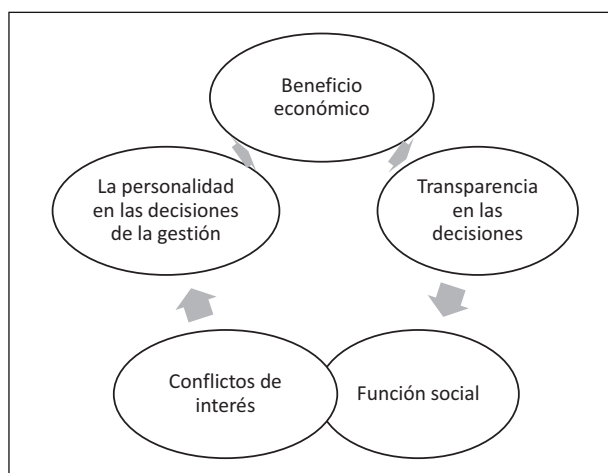 Beneficio
económico
La personalidad
en las decisiones
de la gestión
Transparencia
en las
decisiones
Conflictos de
interés
Función social